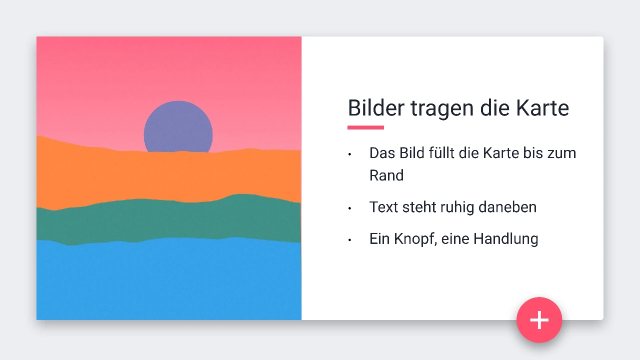 Bilder tragen die Karte
• Das Bild füllt die Karte bis zum
Rand
• Text steht ruhig daneben
• Ein Knopf, eine Handlung